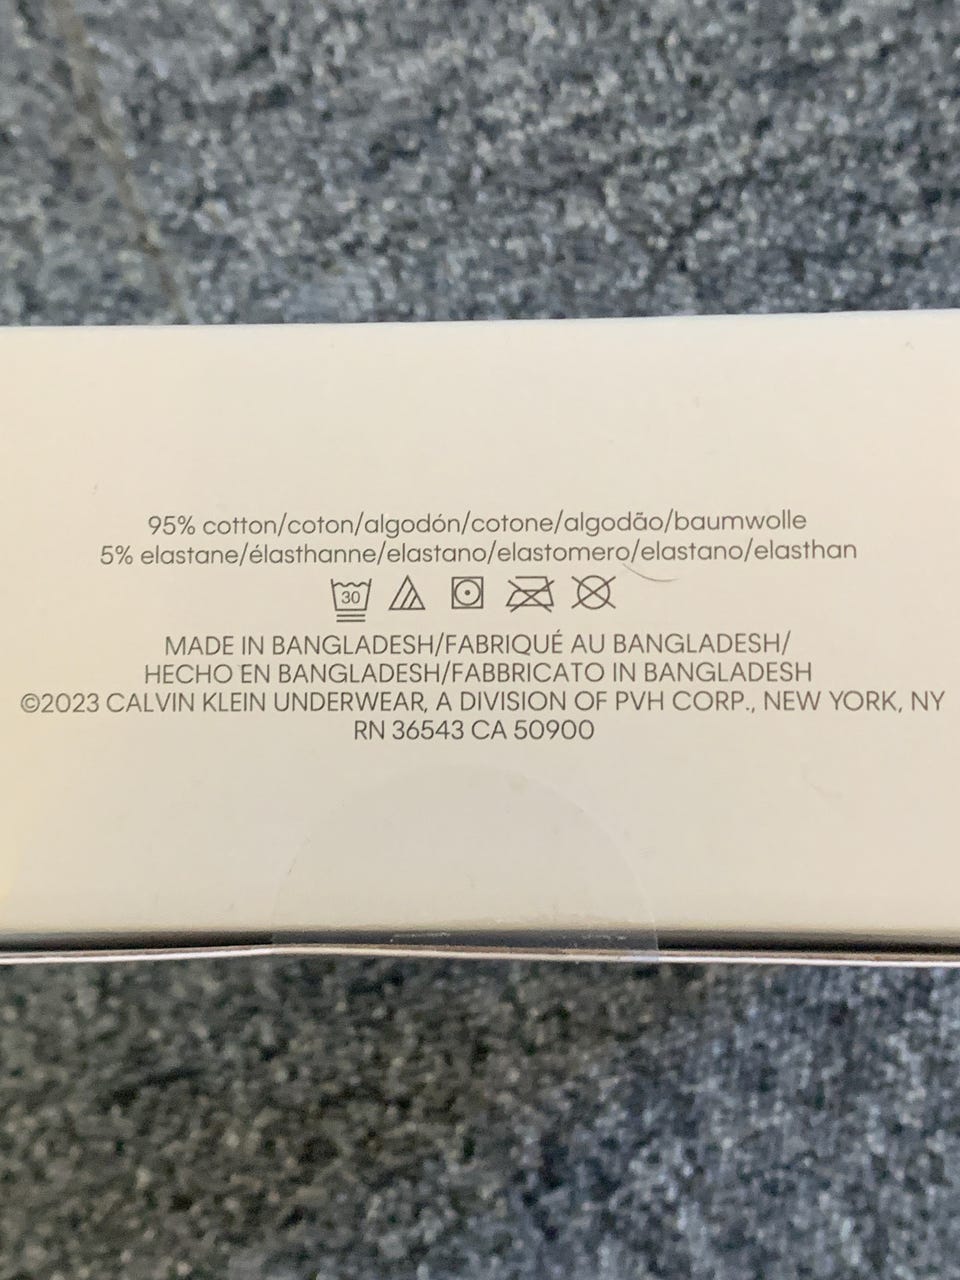 95% cotton/coton/algodón/cotone/algodão/baumwolle
5% elastane/élasthanne/elastano/elastomero/elastano/elasthan
30
MADE IN BANGLADESH/FABRIQUÉ AU BANGLADESH/
HECHO EN BANGLADESH/FABBRICATO IN BANGLADESH
©2023 CALVIN KLEIN UNDERWEAR, A DIVISION OF PVH CORP., NEW YORK, NY
RN 36543 CA 50900